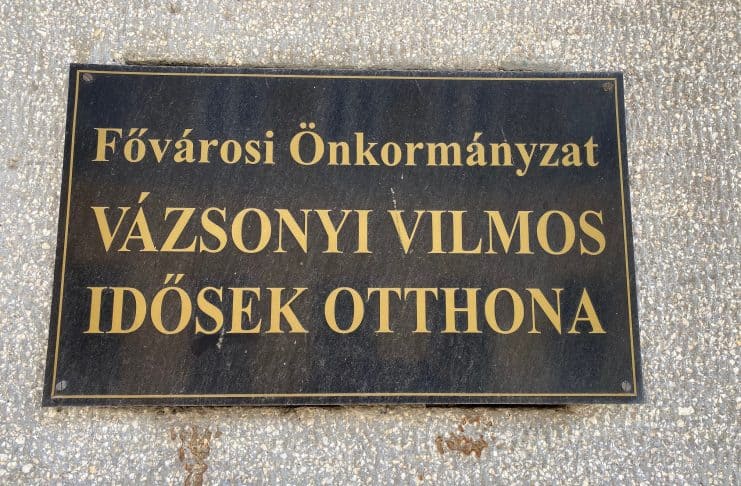 Fővárosi Önkormányzat
VÁZSONYI VILMOS
IDŐSEK OTTHONA